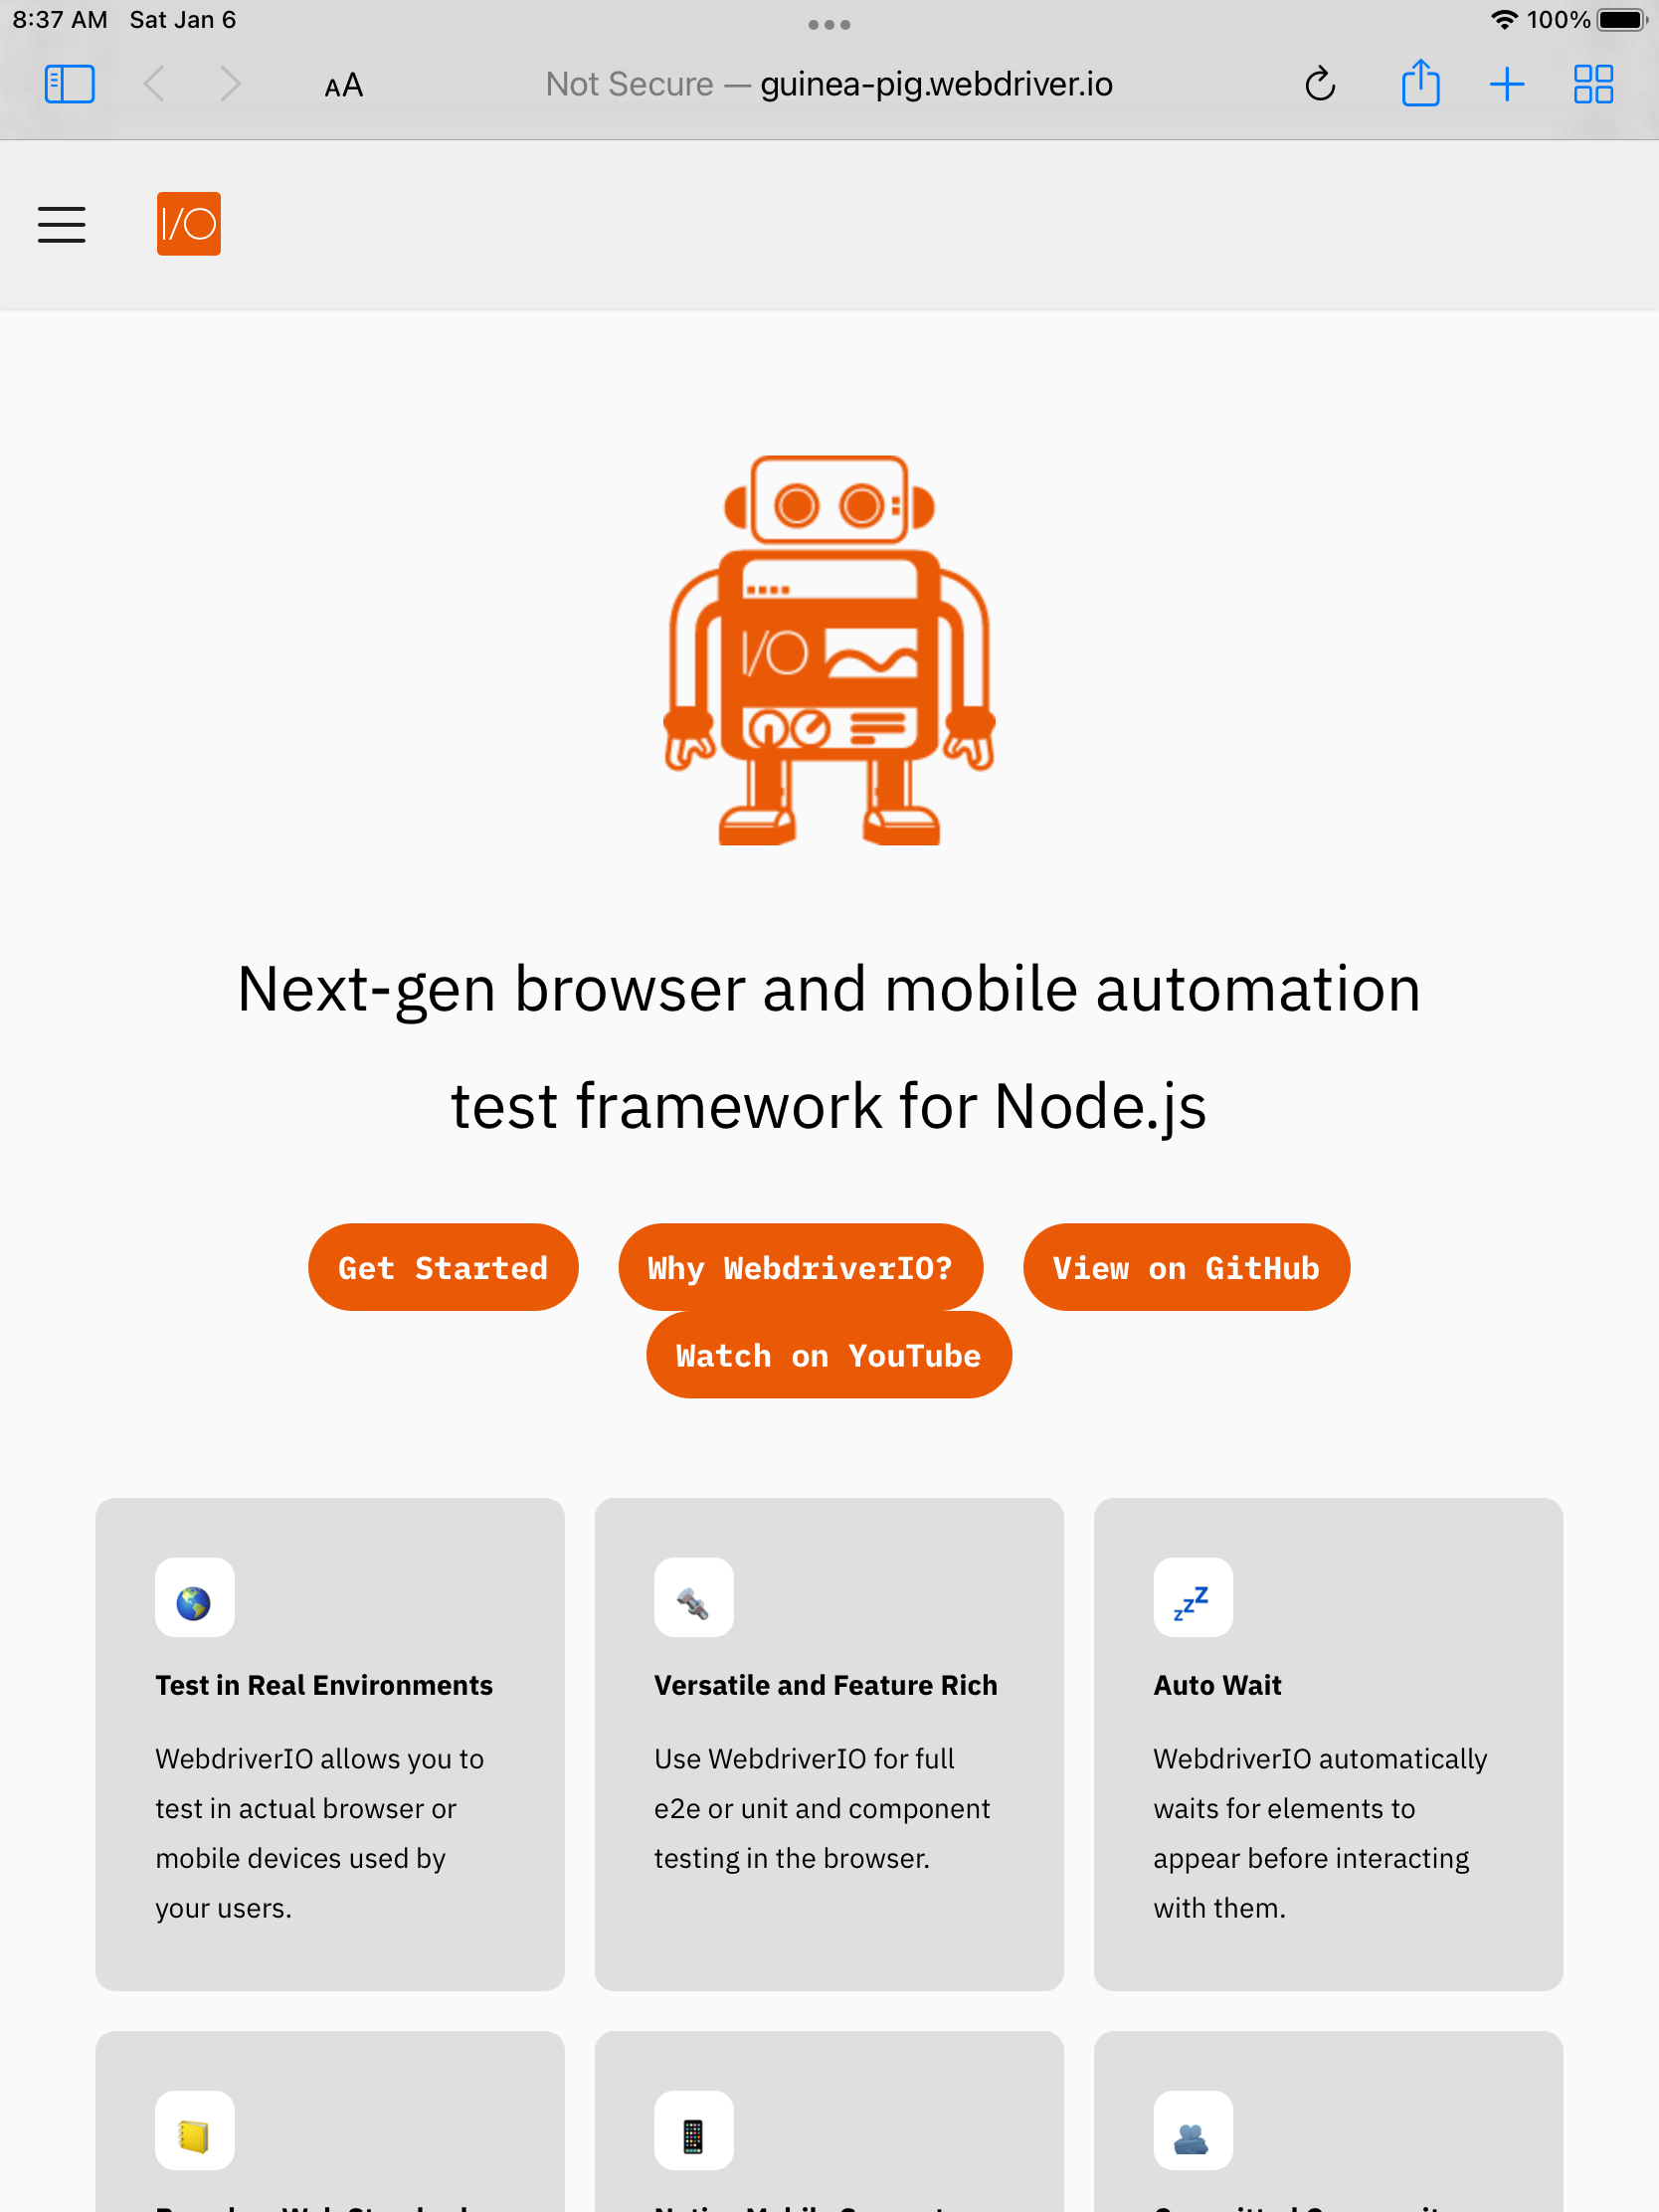 8:37 AM Sat Jan 6
100%
AA
Not Secure — guinea-pig.webdriver.io
I/O
I/O
Next-gen browser and mobile automation
test framework for Node.js
Get Started
Why WebdriverIO?
View on GitHub
Watch on YouTube
Test in Real Environments
WebdriverIO allows you to
test in actual browser or
mobile devices used by
your users.
Versatile and Feature Rich
Use WebdriverIO for full
e2e or unit and component
testing in the browser.
zzz
Auto Wait
WebdriverIO automatically
waits for elements to
appear before interacting
with them.